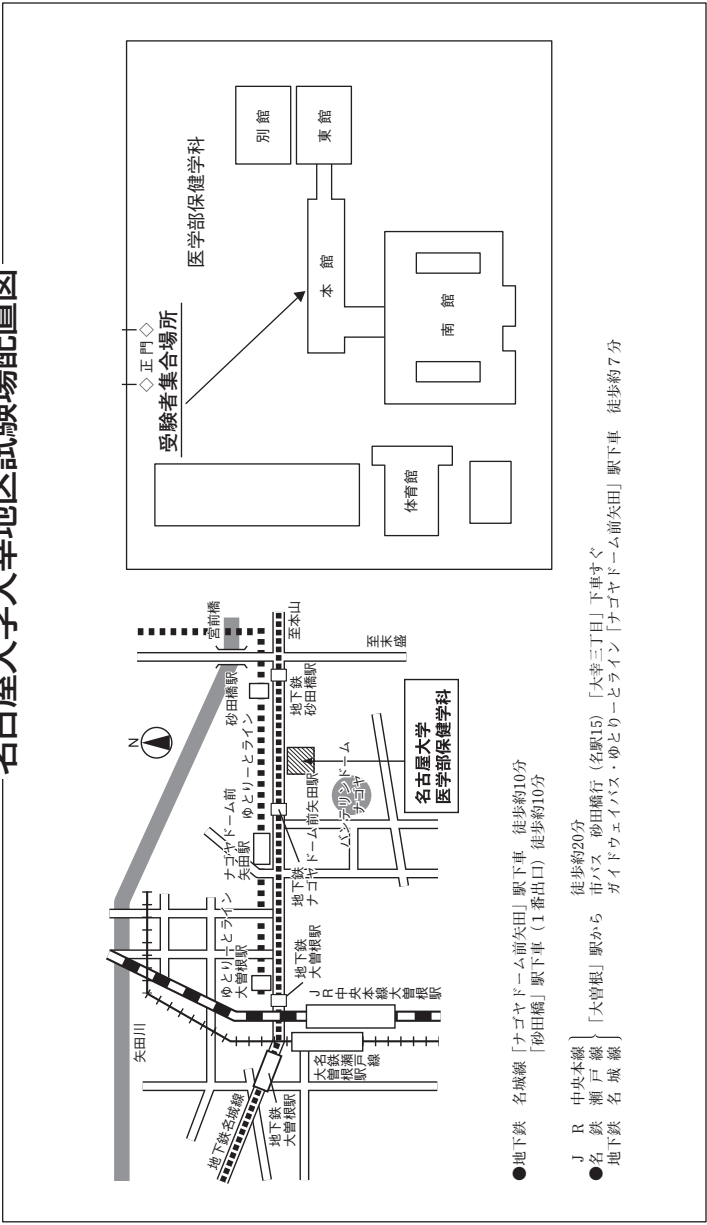 名古屋大学大幸地区試験場配置図
N
矢田川
宮前橋
ゆとりーとライン
大曽根駅
ナゴヤドーム前
矢田駅
ゆとりーとライン
砂田橋駅
地下鉄名城線
地下鉄
大曽根駅
地下鉄
大曽根駅
地下鉄
ナゴヤドーム前矢田駅
地下鉄
砂田橋駅
至本山
至末盛
大曽根駅
名鉄瀬戸線
JR中央本線大曽根駅
バンテリンドーム
ナゴヤ
名古屋大学
医学部保健学科
◇正門◇
受験者集合場所
医学部保健学科
別館
東館
本館
南館
体育館
●地下鉄 名城線「ナゴヤドーム前矢田」駅下車 徒歩約10分
「砂田橋」駅下車（1番出口）徒歩約10分
JR 中央本線
●名鉄 瀬戸線
地下鉄 名城線
「大曽根」駅から
徒歩約20分
市バス 砂田橋行（名駅15）「大幸三丁目」下車すぐ
ガイドウェイバス・ゆとりーとライン「ナゴヤドーム前矢田」駅下車 徒歩約7分